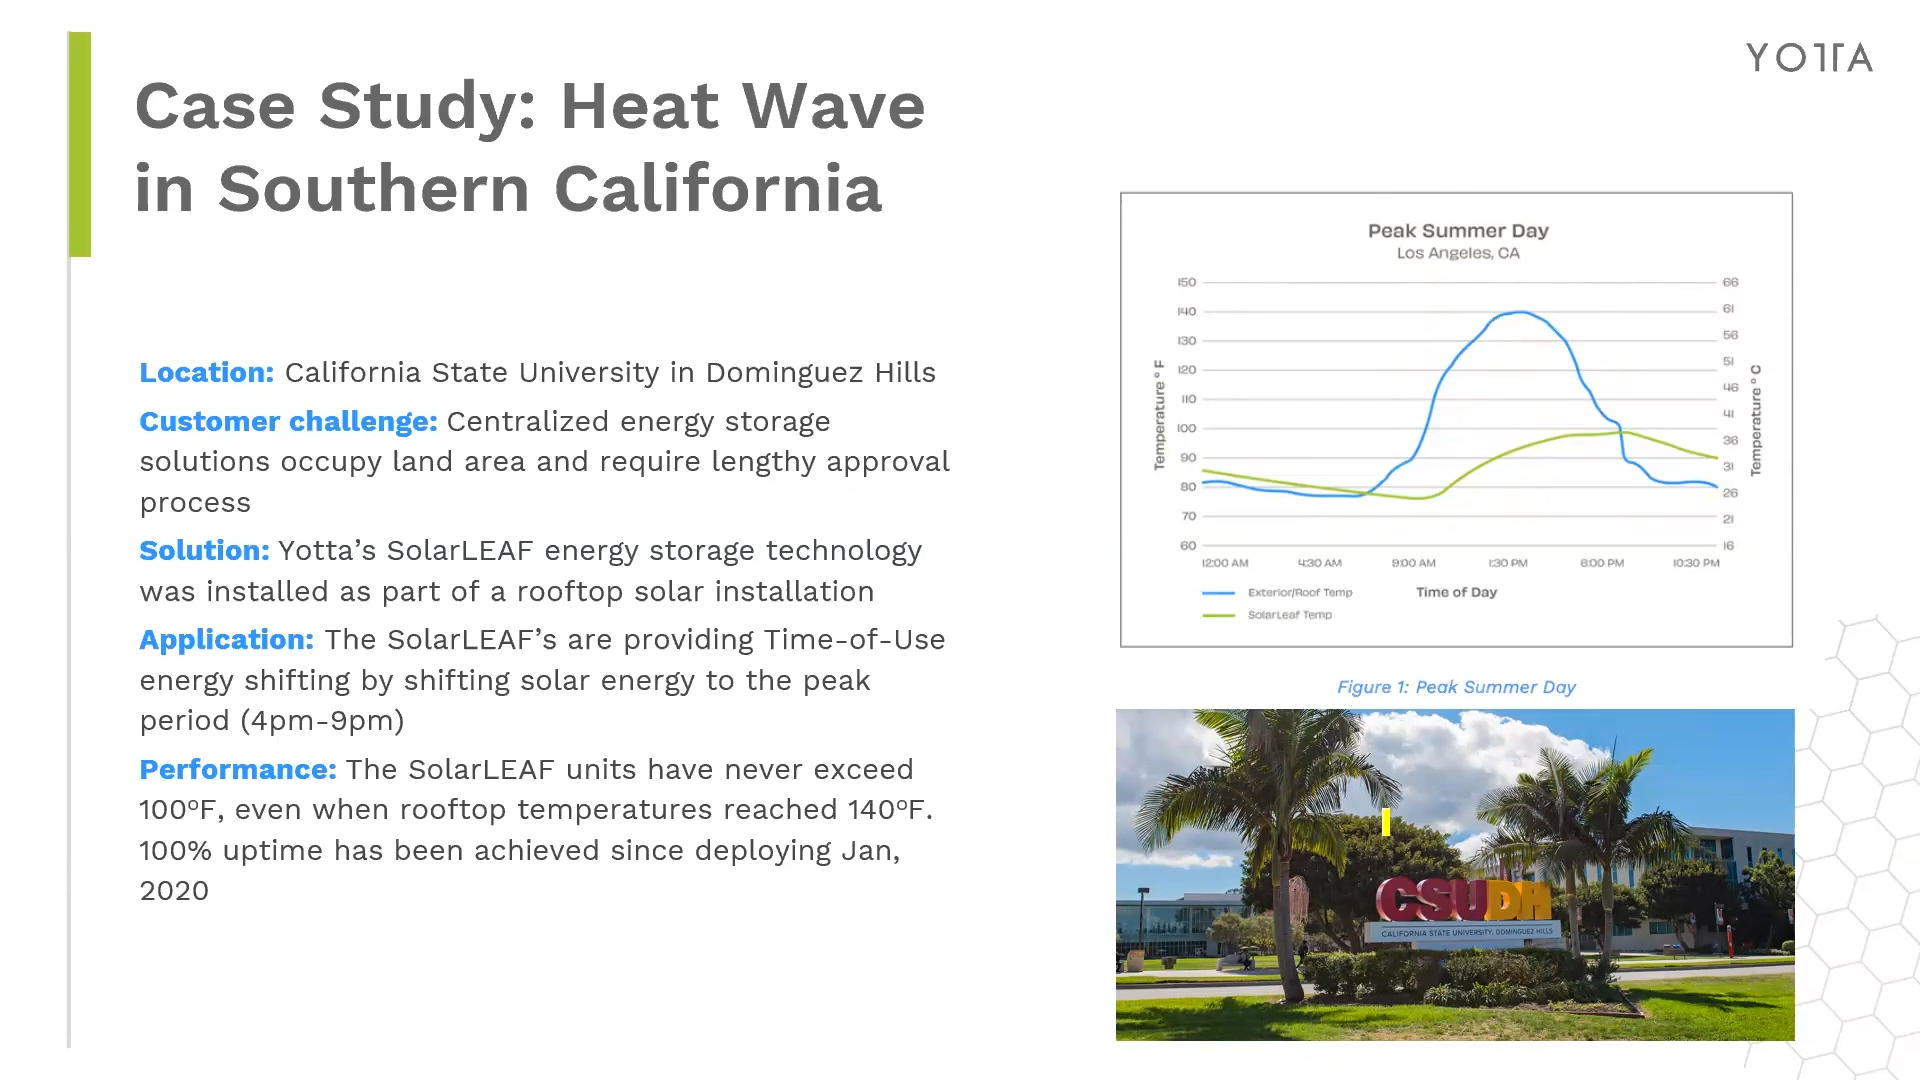 YOTTA
Case Study: Heat Wave
in Southern California
Location: California State University in Dominguez Hills
Customer challenge: Centralized energy storage
solutions occupy land area and require lengthy approval
process
Solution: Yotta’s SolarLEAF energy storage technology
was installed as part of a rooftop solar installation
Application: The SolarLEAF’s are providing Time-of-Use
energy shifting by shifting solar energy to the peak
period (4pm-9pm)
Performance: The SolarLEAF units have never exceed
100ºF, even when rooftop temperatures reached 140ºF.
100% uptime has been achieved since deploying Jan,
2020
Peak Summer Day
Los Angeles, CA
Temperature ° F
150
140
130
120
110
100
90
80
70
60
66
61
56
51
46
41
36
31
26
21
16
Temperature ° C
12:00 AM 4:30 AM 9:00 AM 1:30 PM 6:00 PM 10:30 PM
Time of Day
Exterior/Roof Temp
SolarLeaf Temp
Figure 1: Peak Summer Day
CSUDH
CALIFORNIA STATE UNIVERSITY, DOMINGUEZ HILLS